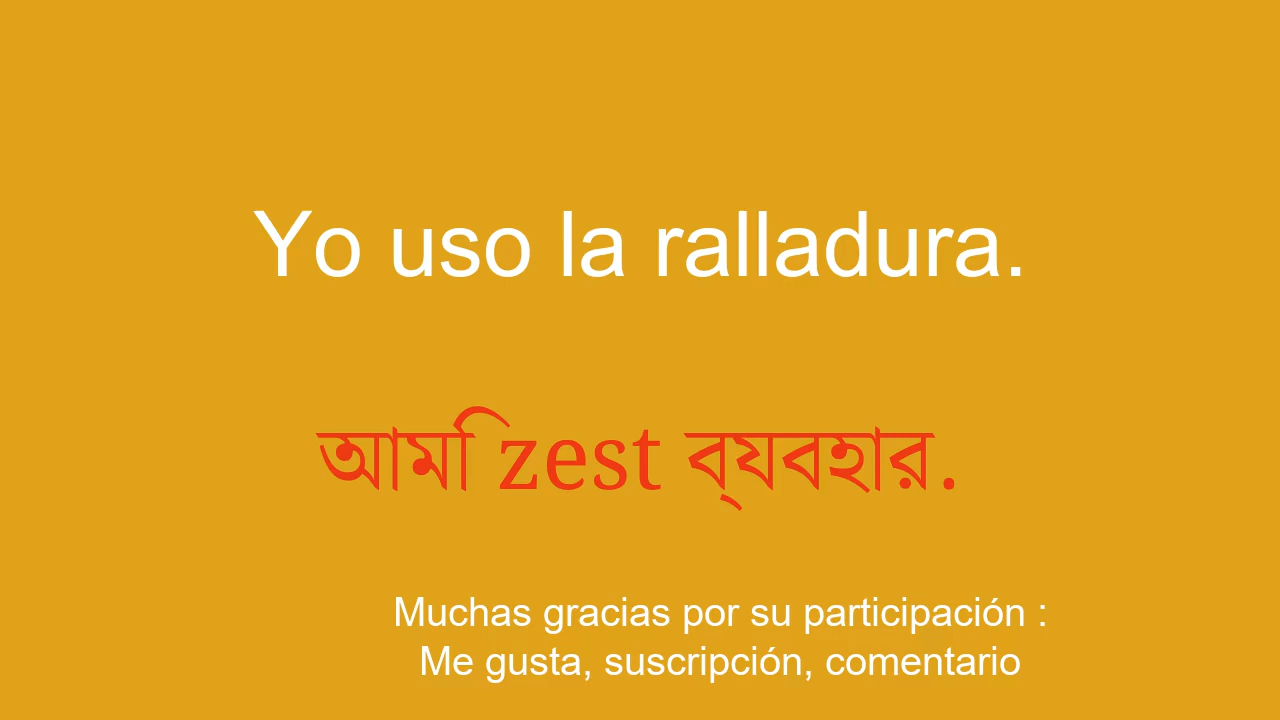 Yo uso la ralladura.
আমি zest ব্যবহার.
Muchas gracias por su participación :
Me gusta, suscripción, comentario